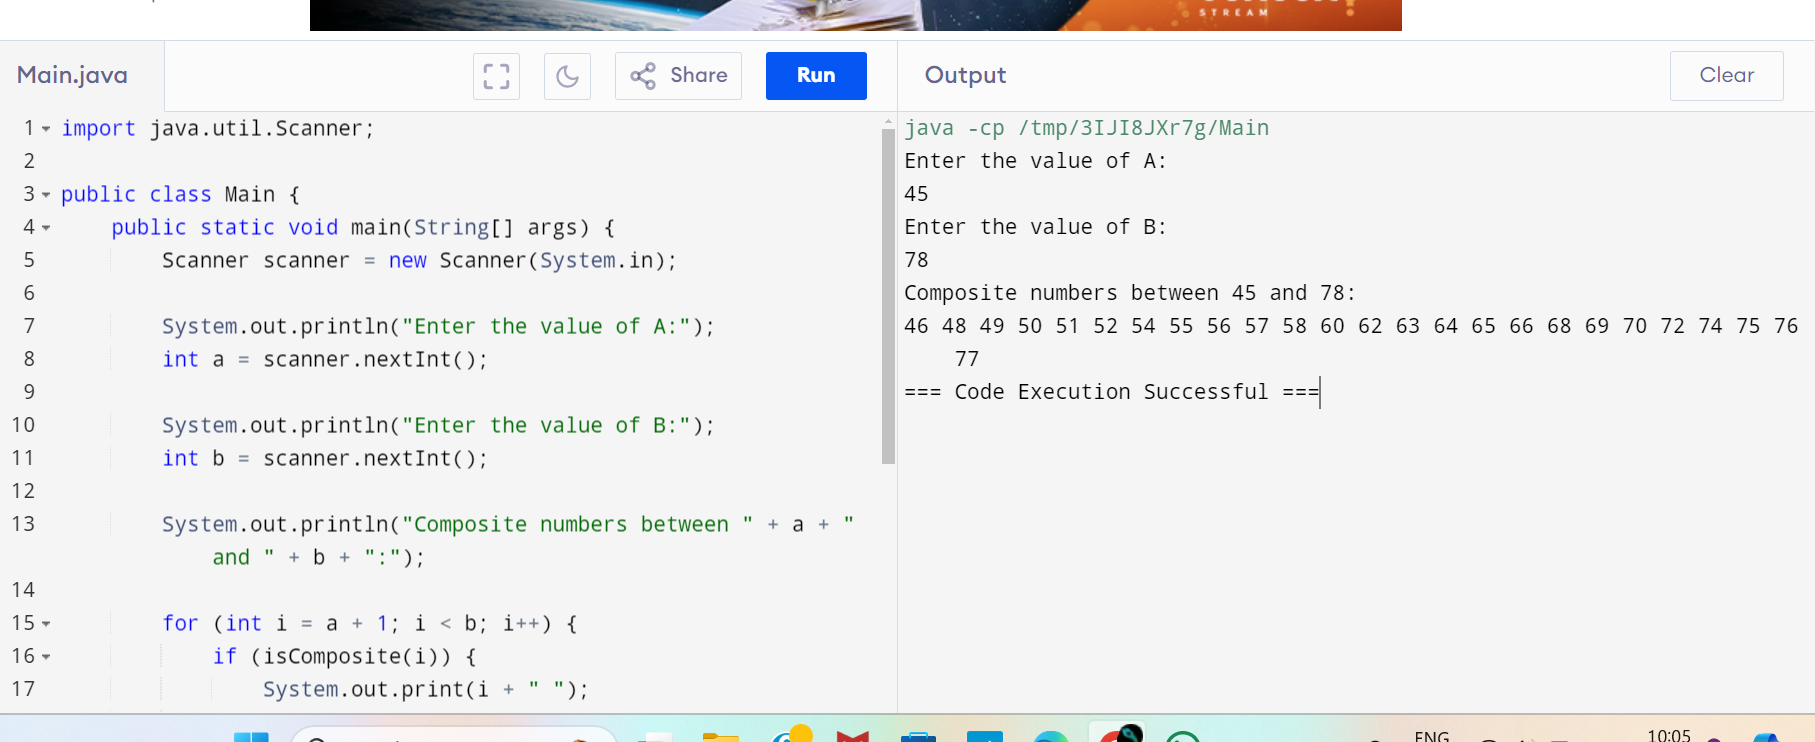 STREAM
Main.java
Share
Run
Output
Clear
1 import java.util.Scanner;
2
3 public class Main {
4 public static void main(String[] args) {
5 Scanner scanner = new Scanner(System.in);
6
7 System.out.println("Enter the value of A:");
8 int a = scanner.nextInt();
9
10 System.out.println("Enter the value of B:");
11 int b = scanner.nextInt();
12
13 System.out.println("Composite numbers between " + a + "
and " + b + ":");
14
15 for (int i = a + 1; i < b; i++) {
16 if (isComposite(i)) {
17 System.out.print(i + " ");
java -cp /tmp/3IJI8JXr7g/Main
Enter the value of A:
45
Enter the value of B:
78
Composite numbers between 45 and 78:
46 48 49 50 51 52 54 55 56 57 58 60 62 63 64 65 66 68 69 70 72 74 75 76
77
=== Code Execution Successful ===
ENG
10:05